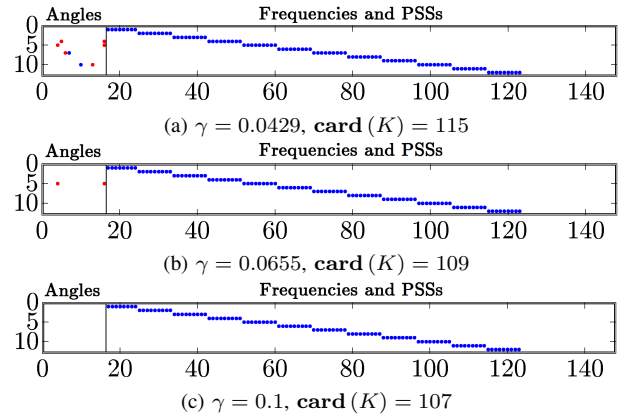 Angles Frequencies and PSSs
0
5
10
0 20 40 60 80 100 120 140
(a) γ = 0.0429, card (K) = 115
Angles Frequencies and PSSs
0
5
10
0 20 40 60 80 100 120 140
(b) γ = 0.0655, card (K) = 109
Angles Frequencies and PSSs
0
5
10
0 20 40 60 80 100 120 140
(c) γ = 0.1, card (K) = 107